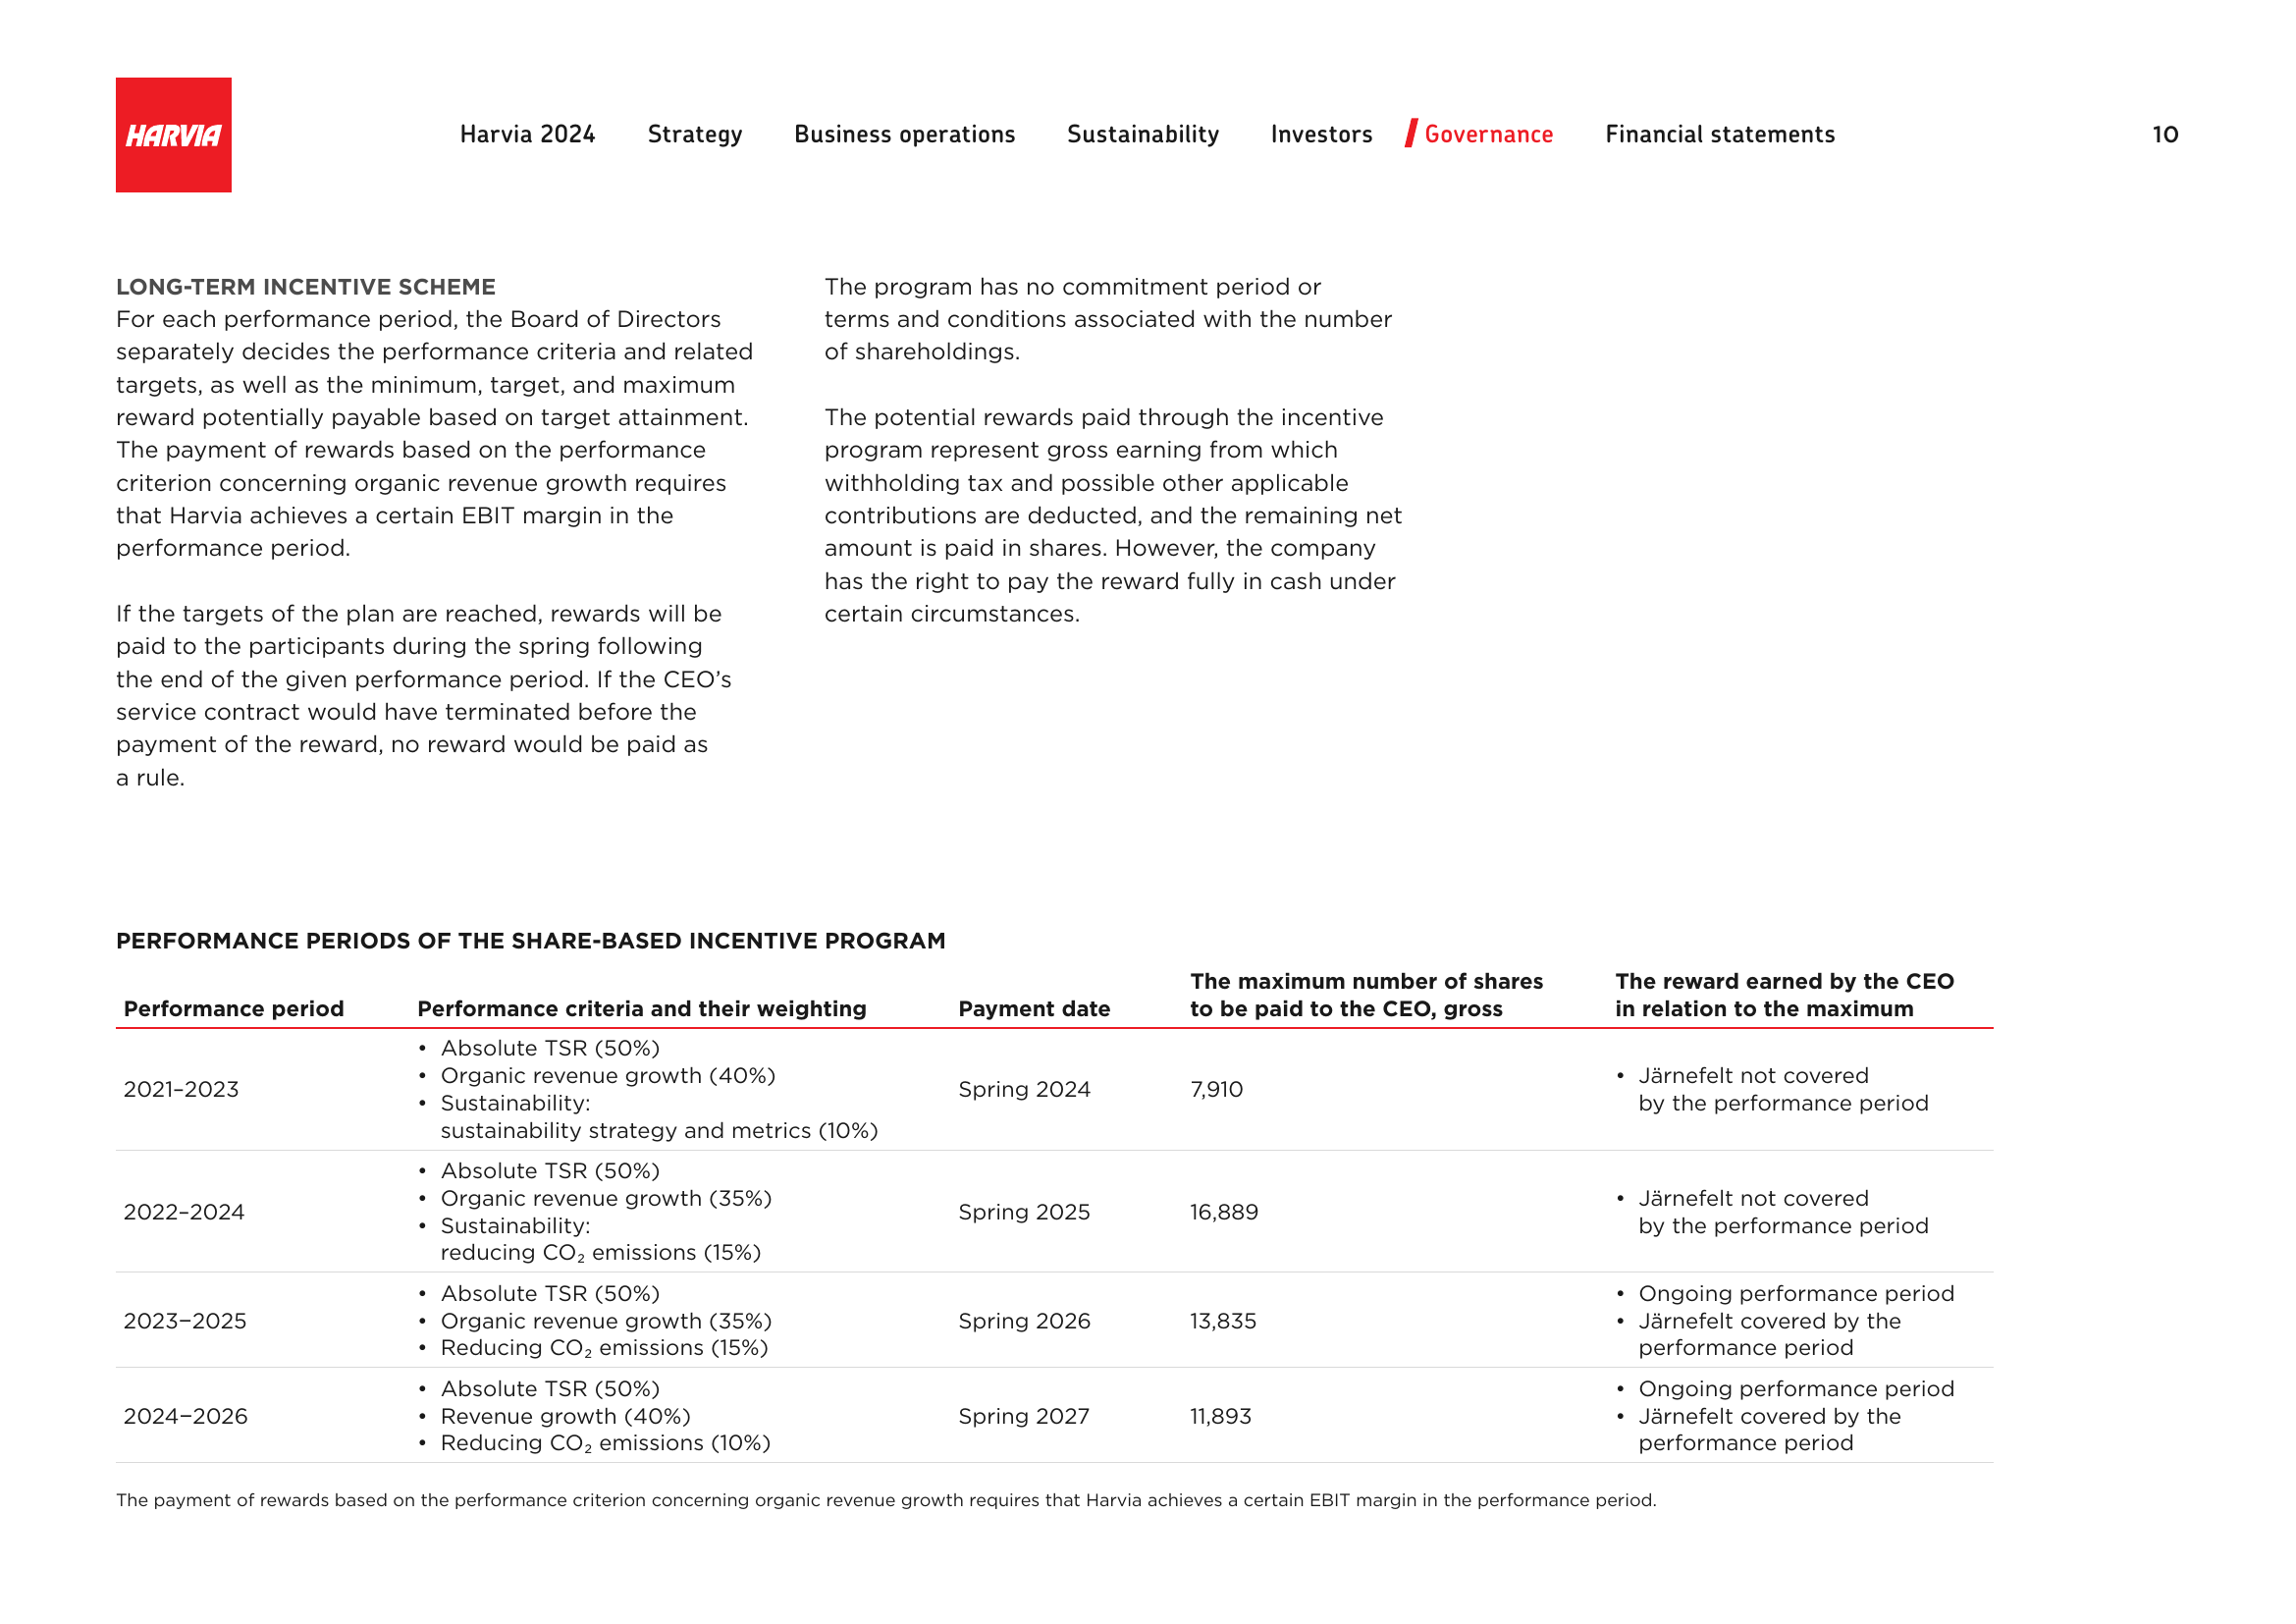 HARVIA
Harvia 2024 Strategy Business operations Sustainability Investors Governance Financial statements 10
LONG-TERM INCENTIVE SCHEME
For each performance period, the Board of Directors
separately decides the performance criteria and related
targets, as well as the minimum, target, and maximum
reward potentially payable based on target attainment.
The payment of rewards based on the performance
criterion concerning organic revenue growth requires
that Harvia achieves a certain EBIT margin in the
performance period.
If the targets of the plan are reached, rewards will be
paid to the participants during the spring following
the end of the given performance period. If the CEO’s
service contract would have terminated before the
payment of the reward, no reward would be paid as
a rule.
The program has no commitment period or
terms and conditions associated with the number
of shareholdings.
The potential rewards paid through the incentive
program represent gross earning from which
withholding tax and possible other applicable
contributions are deducted, and the remaining net
amount is paid in shares. However, the company
has the right to pay the reward fully in cash under
certain circumstances.
PERFORMANCE PERIODS OF THE SHARE-BASED INCENTIVE PROGRAM
Performance period
Performance criteria and their weighting
Payment date
The maximum number of shares
to be paid to the CEO, gross
The reward earned by the CEO
in relation to the maximum
2021–2023
• Absolute TSR (50%)
• Organic revenue growth (40%)
• Sustainability:
sustainability strategy and metrics (10%)
Spring 2024
7,910
• Järnefelt not covered
by the performance period
2022–2024
• Absolute TSR (50%)
• Organic revenue growth (35%)
• Sustainability:
reducing CO₂ emissions (15%)
Spring 2025
16,889
• Järnefelt not covered
by the performance period
2023−2025
• Absolute TSR (50%)
• Organic revenue growth (35%)
• Reducing CO₂ emissions (15%)
Spring 2026
13,835
• Ongoing performance period
• Järnefelt covered by the
performance period
2024−2026
• Absolute TSR (50%)
• Revenue growth (40%)
• Reducing CO₂ emissions (10%)
Spring 2027
11,893
• Ongoing performance period
• Järnefelt covered by the
performance period
The payment of rewards based on the performance criterion concerning organic revenue growth requires that Harvia achieves a certain EBIT margin in the performance period.